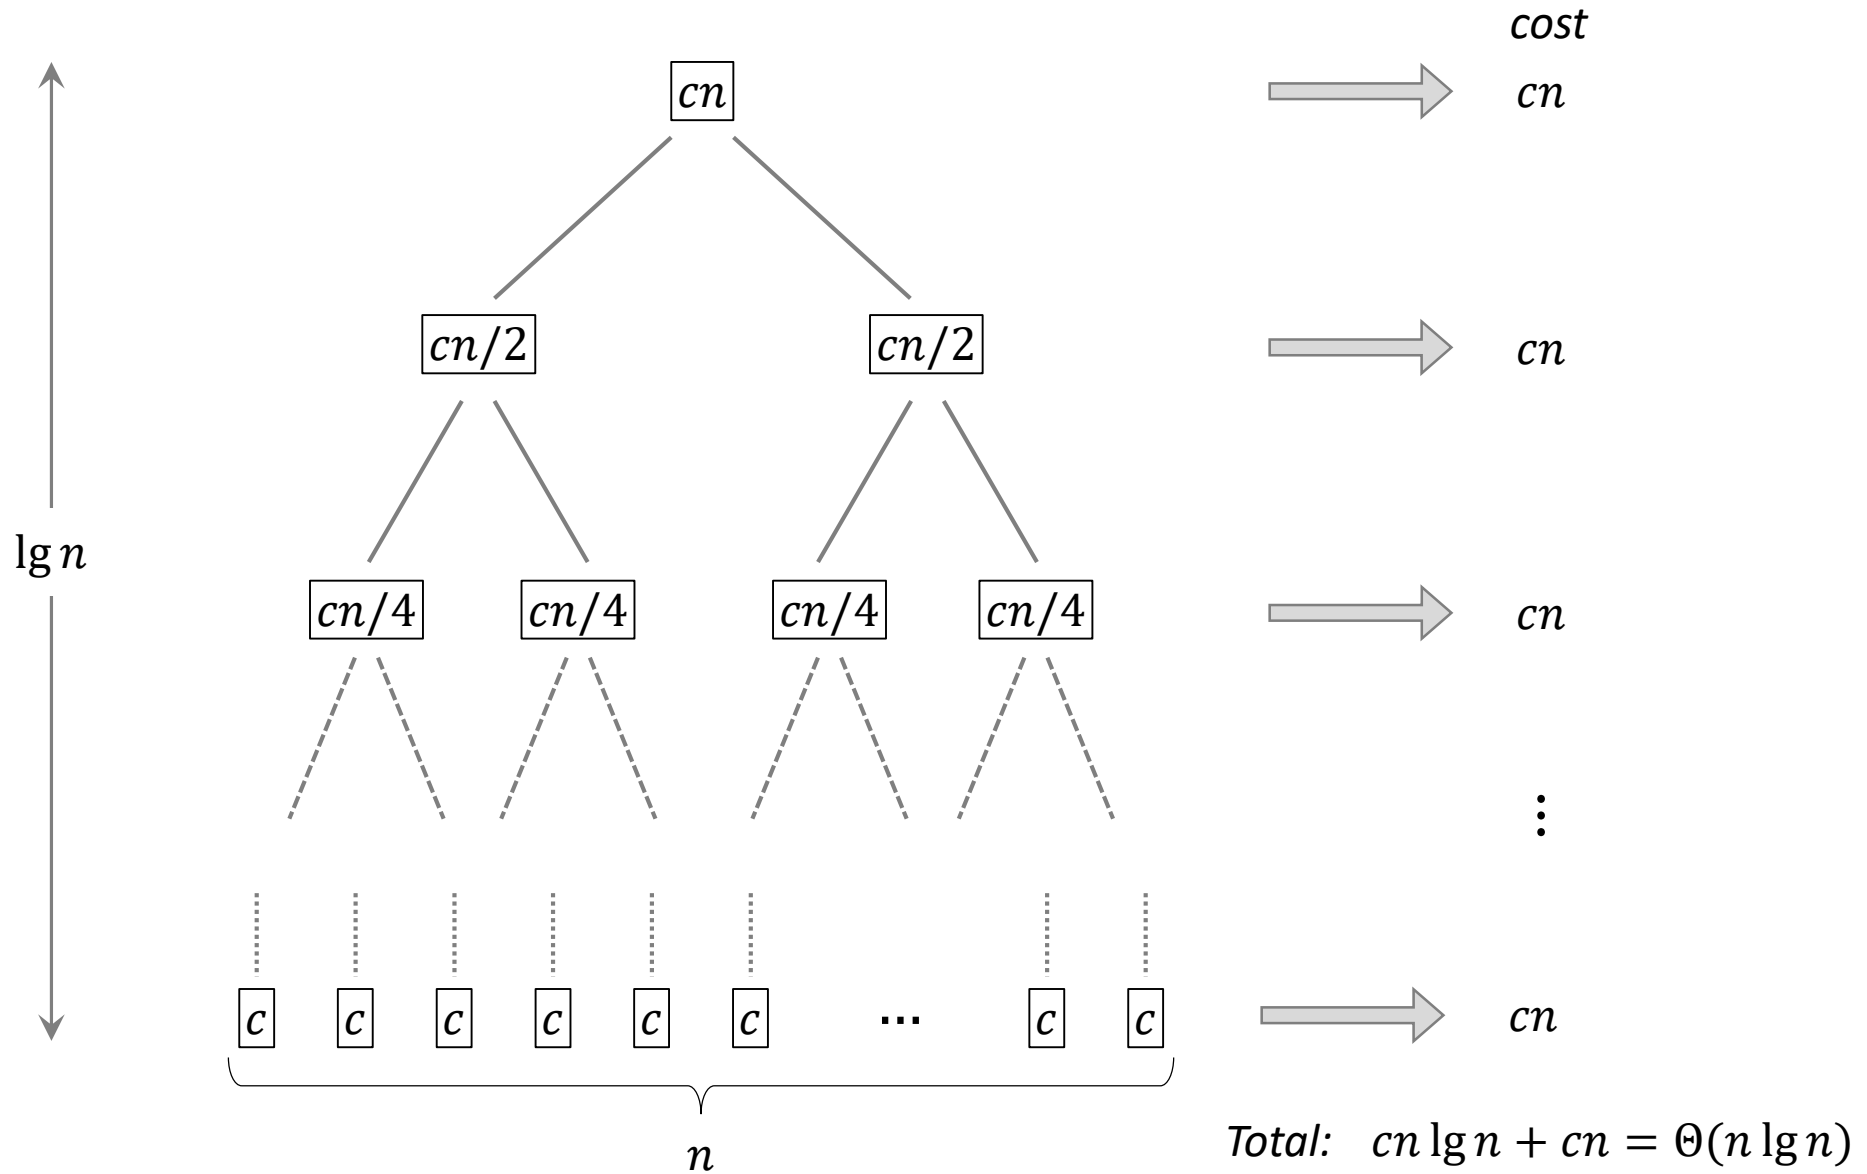 cost
cn cn
cn/2 cn/2 cn
lg n
cn/4 cn/4 cn/4 cn/4 cn
⋮
c c c c c c ... c c cn
n
Total: cn lg n + cn = Θ(n lg n)